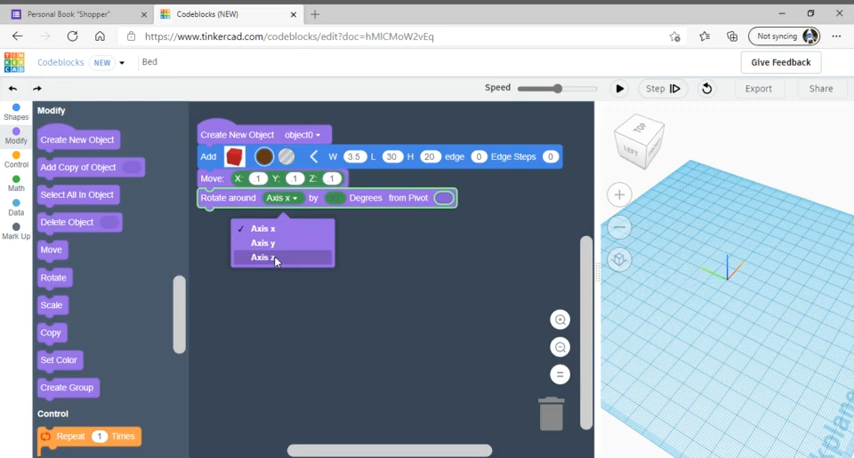 Personal Book "Shopper"
Codeblocks (NEW)
https://www.tinkercad.com/codeblocks/edit?doc=hMlCMoW2vEq
Not syncing
TIN
KER
CAD
Codeblocks NEW
Bed
Give Feedback
Speed
Step
Export
Share
Shapes
Modify
Control
Math
Data
Mark Up
Modify
Create New Object
Add Copy of Object
Select All In Object
Delete Object
Move
Rotate
Scale
Copy
Set Color
Create Group
Control
Repeat 1 Times
Create New Object object0
Add W 3.5 L 30 H 20 edge 0 Edge Steps 0
Move: X: 1 Y: 1 Z: 1
Rotate around Axis x by Degrees from Pivot
Axis x
Axis y
Axis z
TOP
LEFT